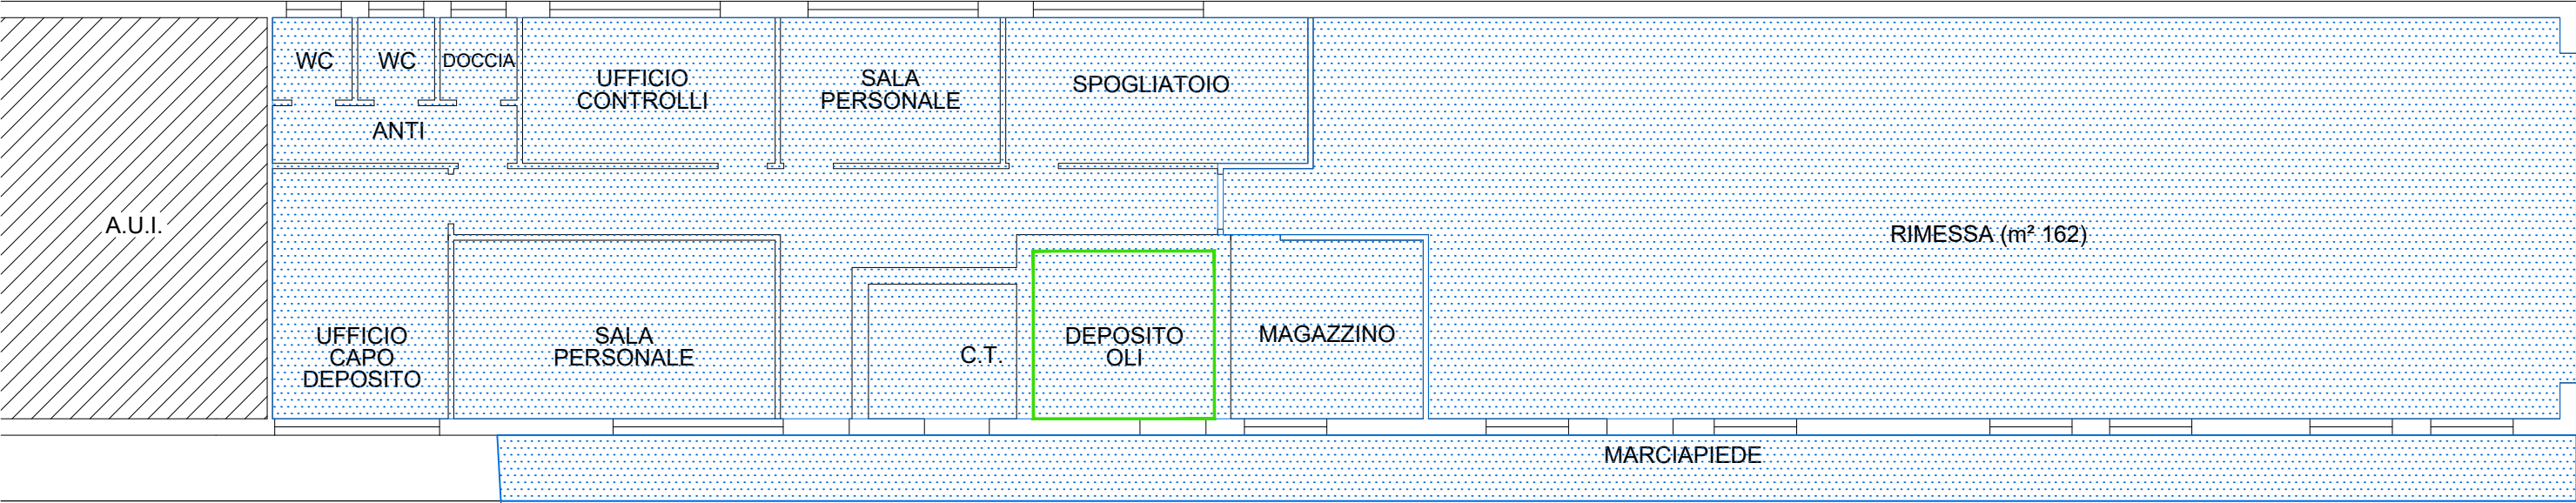 WC
WC
DOCCIA
UFFICIO
CONTROLLI
SALA
PERSONALE
SPOGLIATOIO
ANTI
A.U.I.
RIMESSA (m² 162)
UFFICIO
CAPO
DEPOSITO
SALA
PERSONALE
C.T.
DEPOSITO
OLI
MAGAZZINO
MARCIAPIEDE